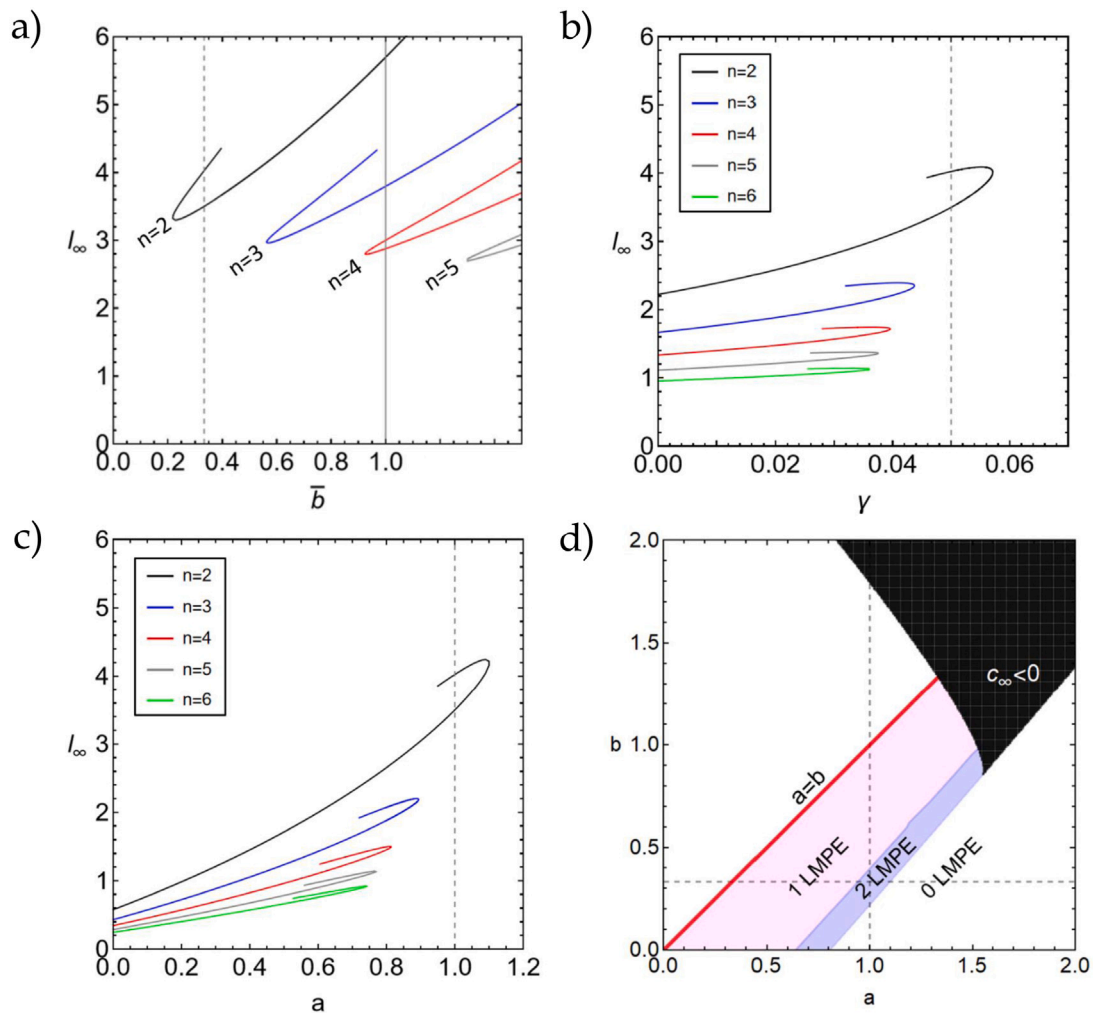 a)
6
5
4
3
2
1
0
l∞
n=2
n=3
n=4
n=5
0.0 0.2 0.4 0.6 0.8 1.0
b̅
b)
6
5
4
3
2
1
0
l∞
n=2
n=3
n=4
n=5
n=6
0.00 0.02 0.04 0.06
γ
c)
6
5
4
3
2
1
0
l∞
n=2
n=3
n=4
n=5
n=6
0.0 0.2 0.4 0.6 0.8 1.0 1.2
a
d)
2.0
1.5
1.0
0.5
0.0
b
c∞<0
a=b
1 LMPE
2 LMPE
0 LMPE
0.0 0.5 1.0 1.5 2.0
a